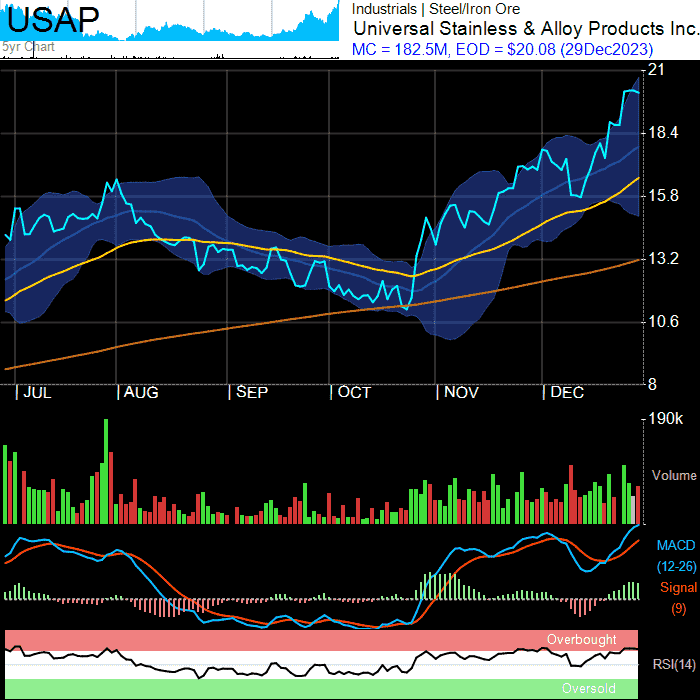 USAP
5yr Chart
Industrials | Steel/Iron Ore
Universal Stainless & Alloy Products Inc.
MC = 182.5M, EOD = $20.08 (29Dec2023)
21
18.4
15.8
13.2
10.6
8
JUL AUG SEP OCT NOV DEC
190k
Volume
MACD
(12-26)
Signal
(9)
Overbought
RSI(14)
Oversold